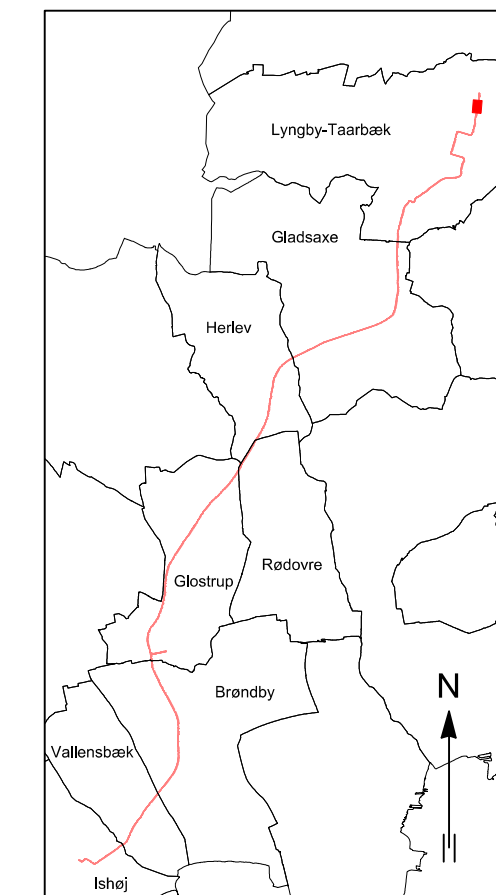 Lyngby-Taarbæk
Gladsaxe
Herlev
Rødovre
Glostrup
Brøndby
N
Vallensbæk
Ishøj